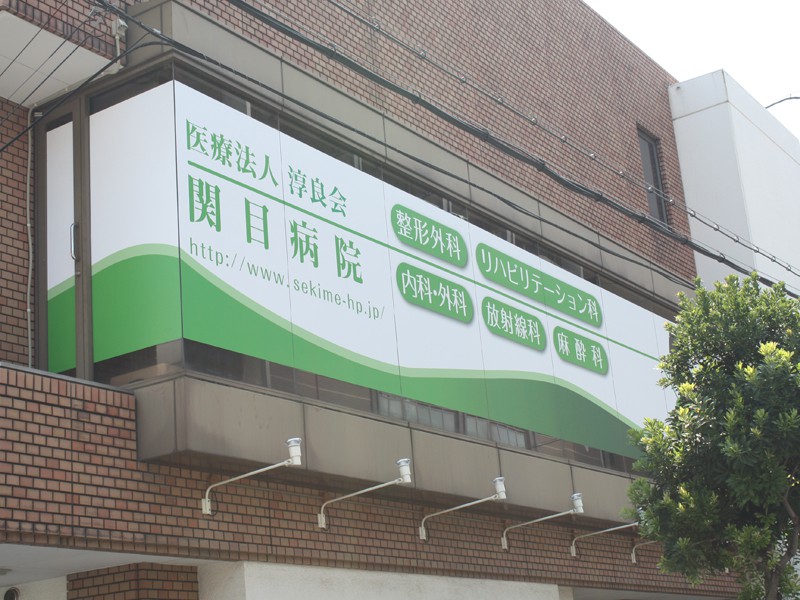 医療法人 淳良会
関目病院
http://www.sekime-hp.jp/
整形外科
リハビリテーション科
内科・外科
放射線科
麻酔科